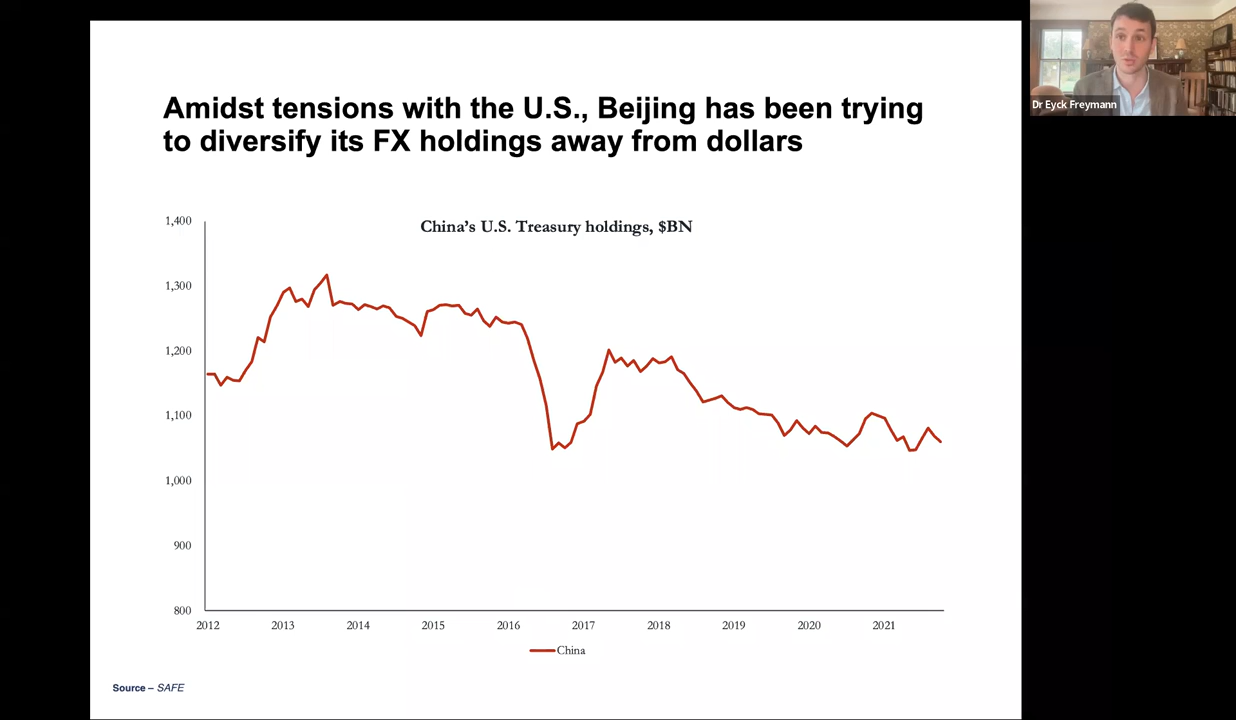 Amidst tensions with the U.S., Beijing has been trying
to diversify its FX holdings away from dollars
China's U.S. Treasury holdings, $BN
1,400
1,300
1,200
1,100
1,000
900
800
2012 2013 2014 2015 2016 2017 2018 2019 2020 2021
China
Source – SAFE
Dr Eyck Freymann